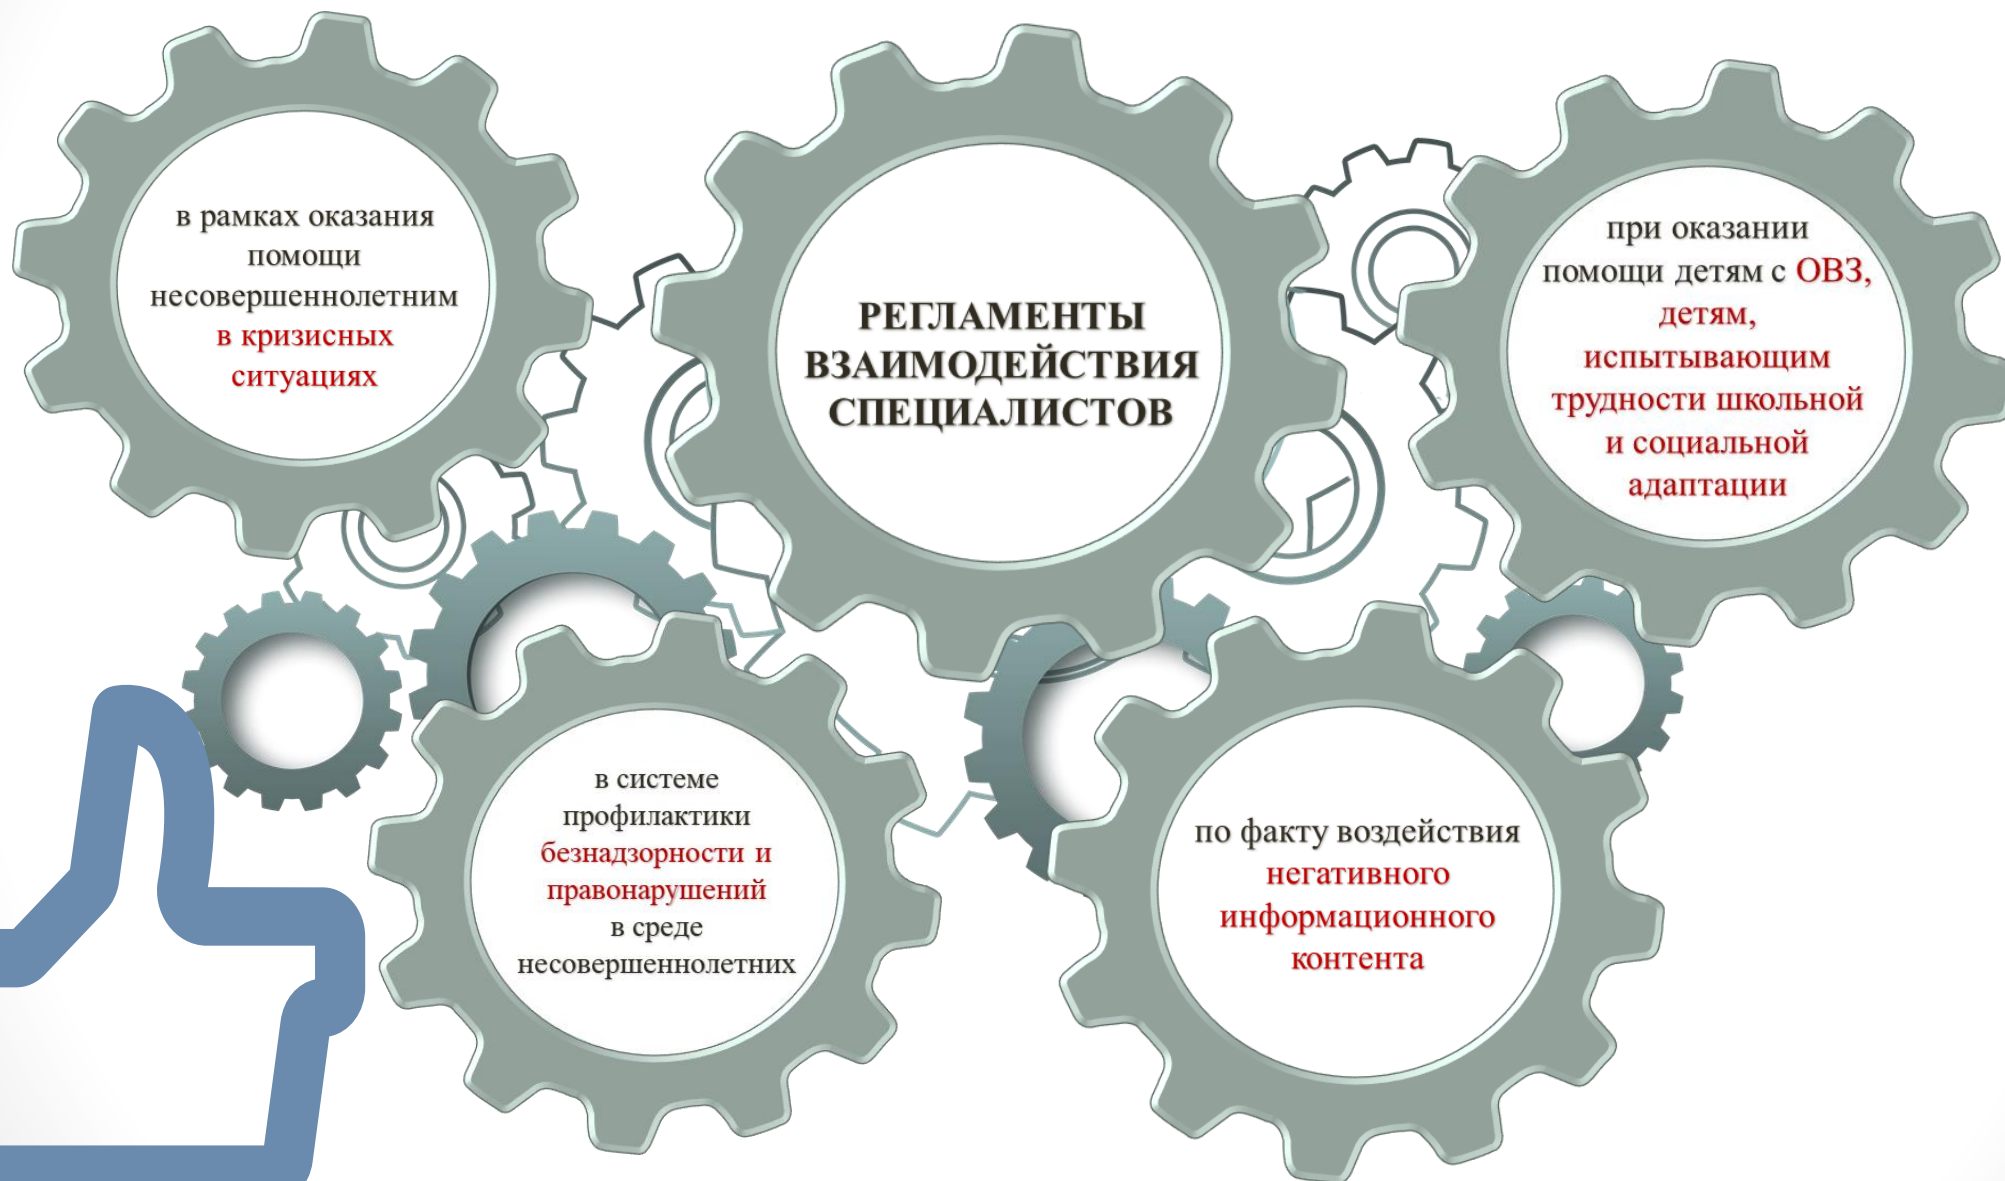 в рамках оказания
помощи
несовершеннолетним
в кризисных
ситуациях
РЕГЛАМЕНТЫ
ВЗАИМОДЕЙСТВИЯ
СПЕЦИАЛИСТОВ
при оказании
помощи детям с ОВЗ,
детям,
испытывающим
трудности школьной
и социальной
адаптации
в системе
профилактики
безнадзорности и
правонарушений
в среде
несовершеннолетних
по факту воздействия
негативного
информационного
контента